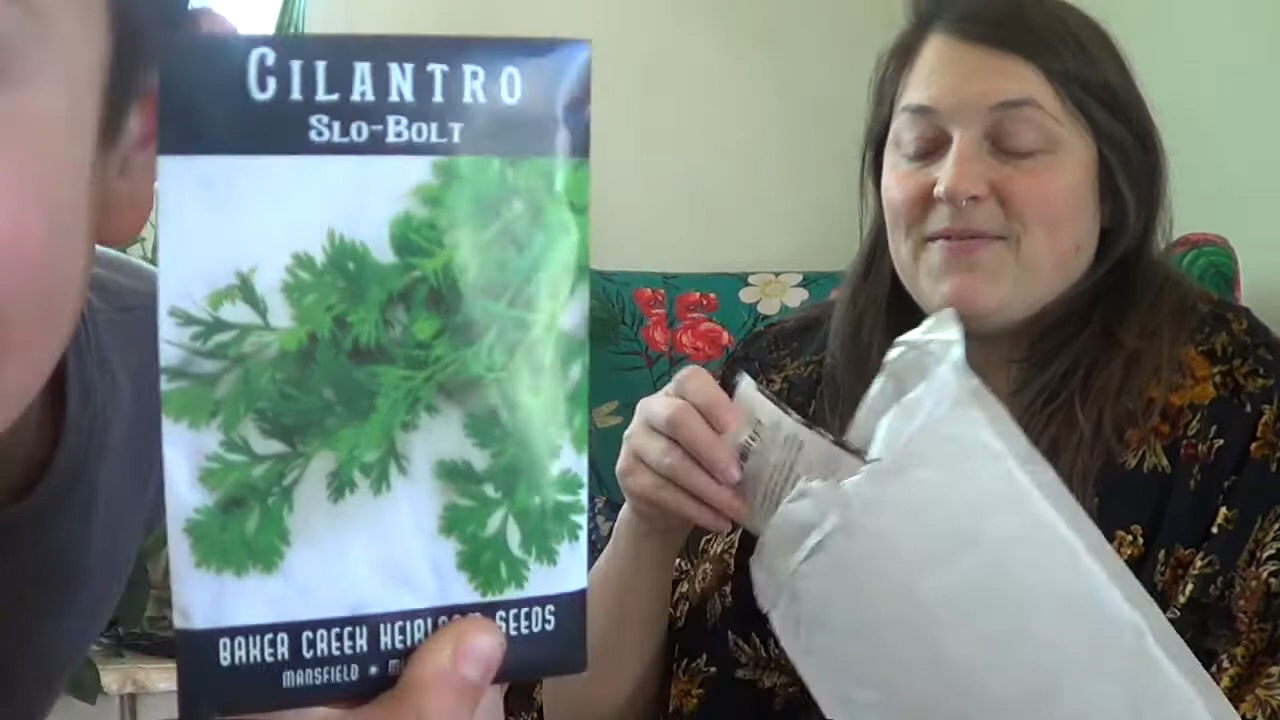 CILANTRO
SLO-BOLT
BAKER CREEK HEIRLOOM SEEDS
MANSFIELD